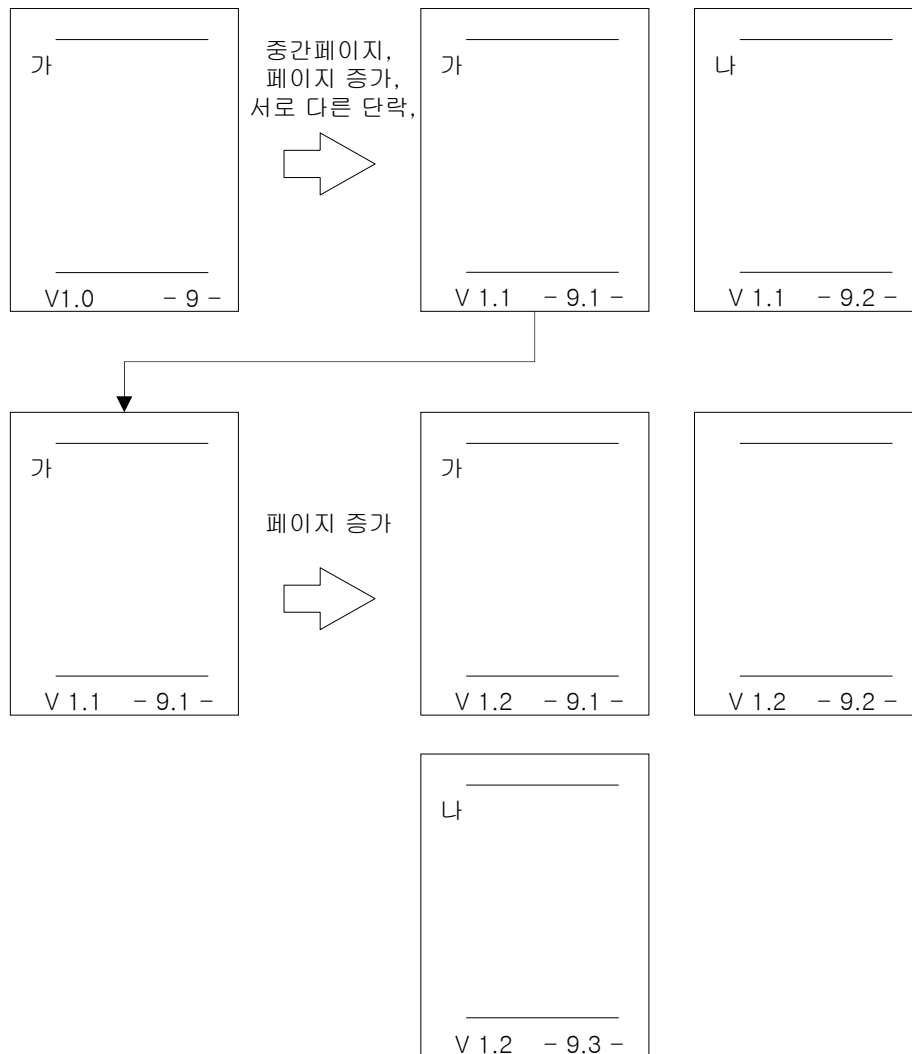 가
V1.0 - 9 -
중간페이지,
페이지 증가,
서로 다른 단락,
가
V 1.1 - 9.1 -
나
V 1.1 - 9.2 -
가
V 1.1 - 9.1 -
페이지 증가
가
V 1.2 - 9.1 -
V 1.2 - 9.2 -
나
V 1.2 - 9.3 -